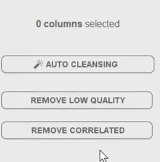 0 columns selected
AUTO CLEANSING
REMOVE LOW QUALITY
REMOVE CORRELATED